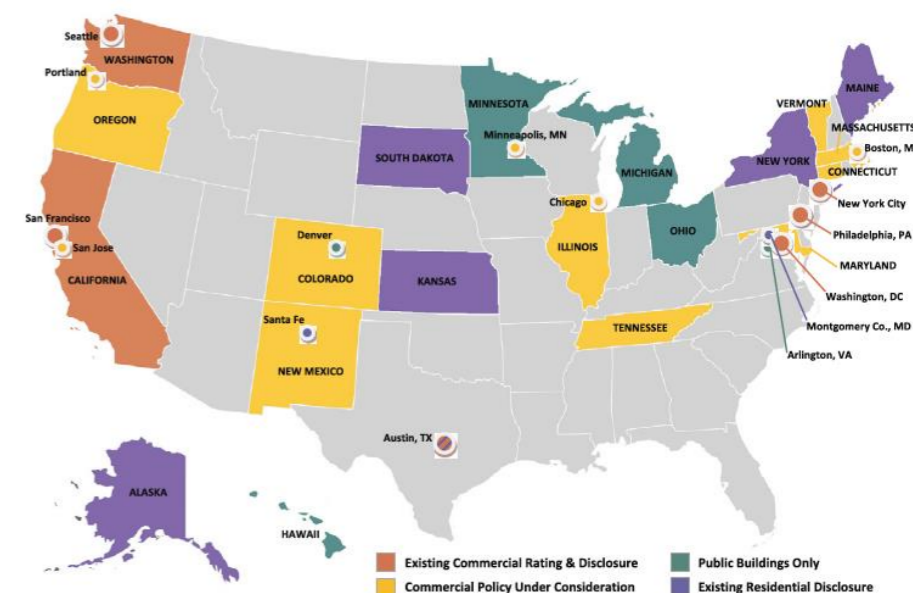 Seattle
WASHINGTON
Portland
OREGON
MINNESOTA
Minneapolis, MN
SOUTH DAKOTA
MAINE
VERMONT
MASSACHUSETTS
Boston, M
CONNECTICUT
NEW YORK
MICHIGAN
New York City
Chicago
San Francisco
San Jose
Denver
ILLINOIS
OHIO
Philadelphia, PA
CALIFORNIA
COLORADO
KANSAS
MARYLAND
Washington, DC
Santa Fe
TENNESSEE
Montgomery Co., MD
NEW MEXICO
Arlington, VA
Austin, TX
ALASKA
HAWAII
Existing Commercial Rating & Disclosure
Public Buildings Only
Commercial Policy Under Consideration
Existing Residential Disclosure